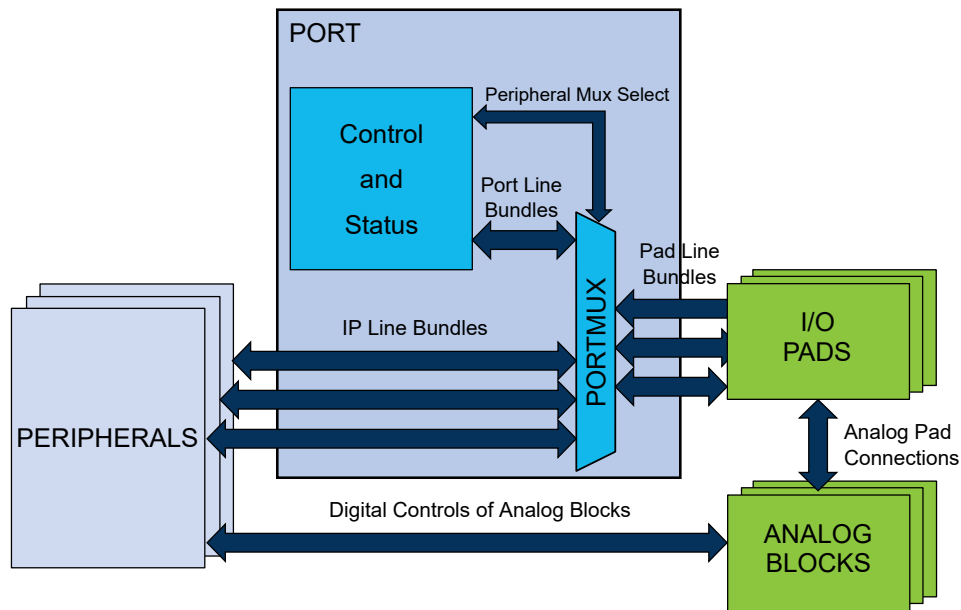 PORT
Peripheral Mux Select
Control
and
Status
Port Line
Bundles
Pad Line
Bundles
PORTMUX
I/O
PADS
IP Line Bundles
PERIPHERALS
Analog Pad
Connections
Digital Controls of Analog Blocks
ANALOG
BLOCKS